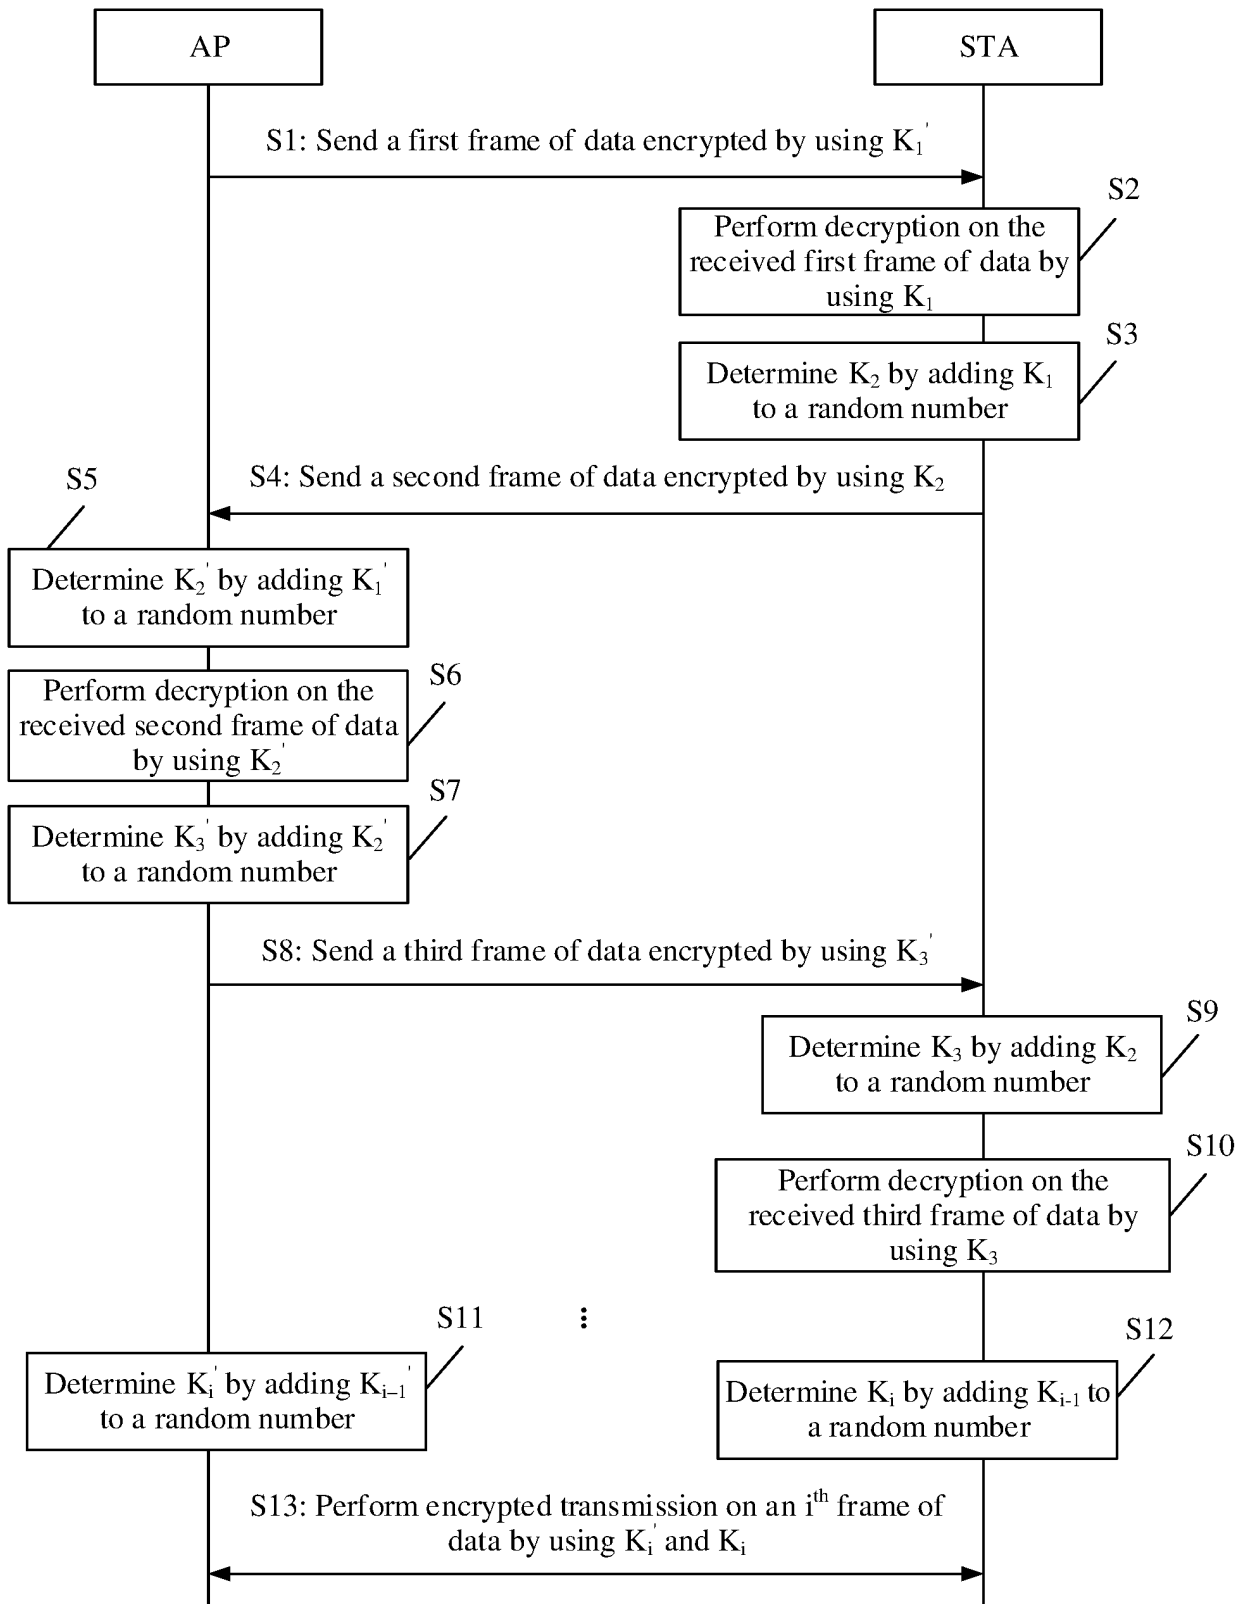 AP
STA
S1: Send a first frame of data encrypted by using K₁'
S2
Perform decryption on the
received first frame of data by
using K₁
S3
Determine K₂ by adding K₁
to a random number
S4: Send a second frame of data encrypted by using K₂
S5
Determine K₂' by adding K₁'
to a random number
S6
Perform decryption on the
received second frame of data
by using K₂'
S7
Determine K₃' by adding K₂'
to a random number
S8: Send a third frame of data encrypted by using K₃'
S9
Determine K₃ by adding K₂
to a random number
S10
Perform decryption on the
received third frame of data by
using K₃
S11
⋮
Determine Kᵢ' by adding Kᵢ₋₁'
to a random number
S12
Determine Kᵢ by adding Kᵢ₋₁ to
a random number
S13: Perform encrypted transmission on an iᵗʰ frame of
data by using Kᵢ' and Kᵢ